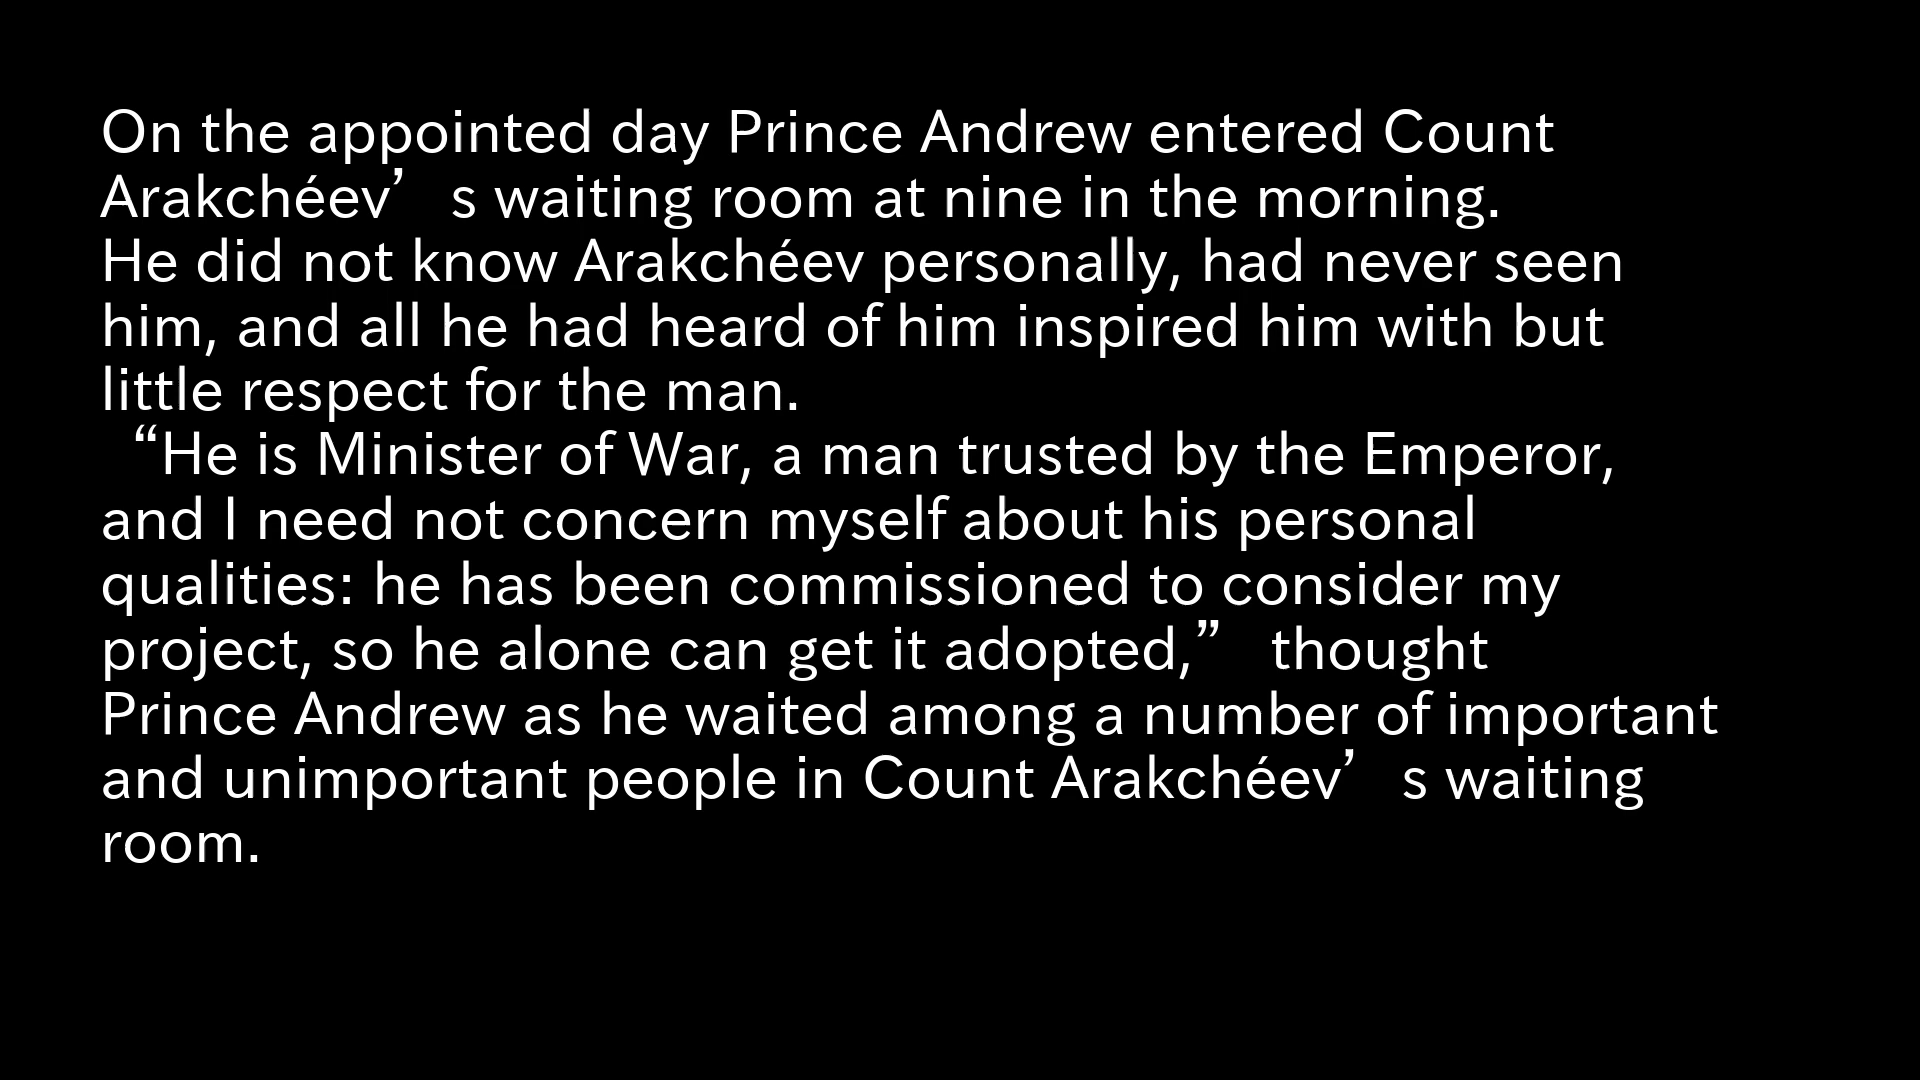 On the appointed day Prince Andrew entered Count
Arakchéev’s waiting room at nine in the morning.
He did not know Arakchéev personally, had never seen
him, and all he had heard of him inspired him with but
little respect for the man.
“He is Minister of War, a man trusted by the Emperor,
and I need not concern myself about his personal
qualities: he has been commissioned to consider my
project, so he alone can get it adopted,” thought
Prince Andrew as he waited among a number of important
and unimportant people in Count Arakchéev’s waiting
room.